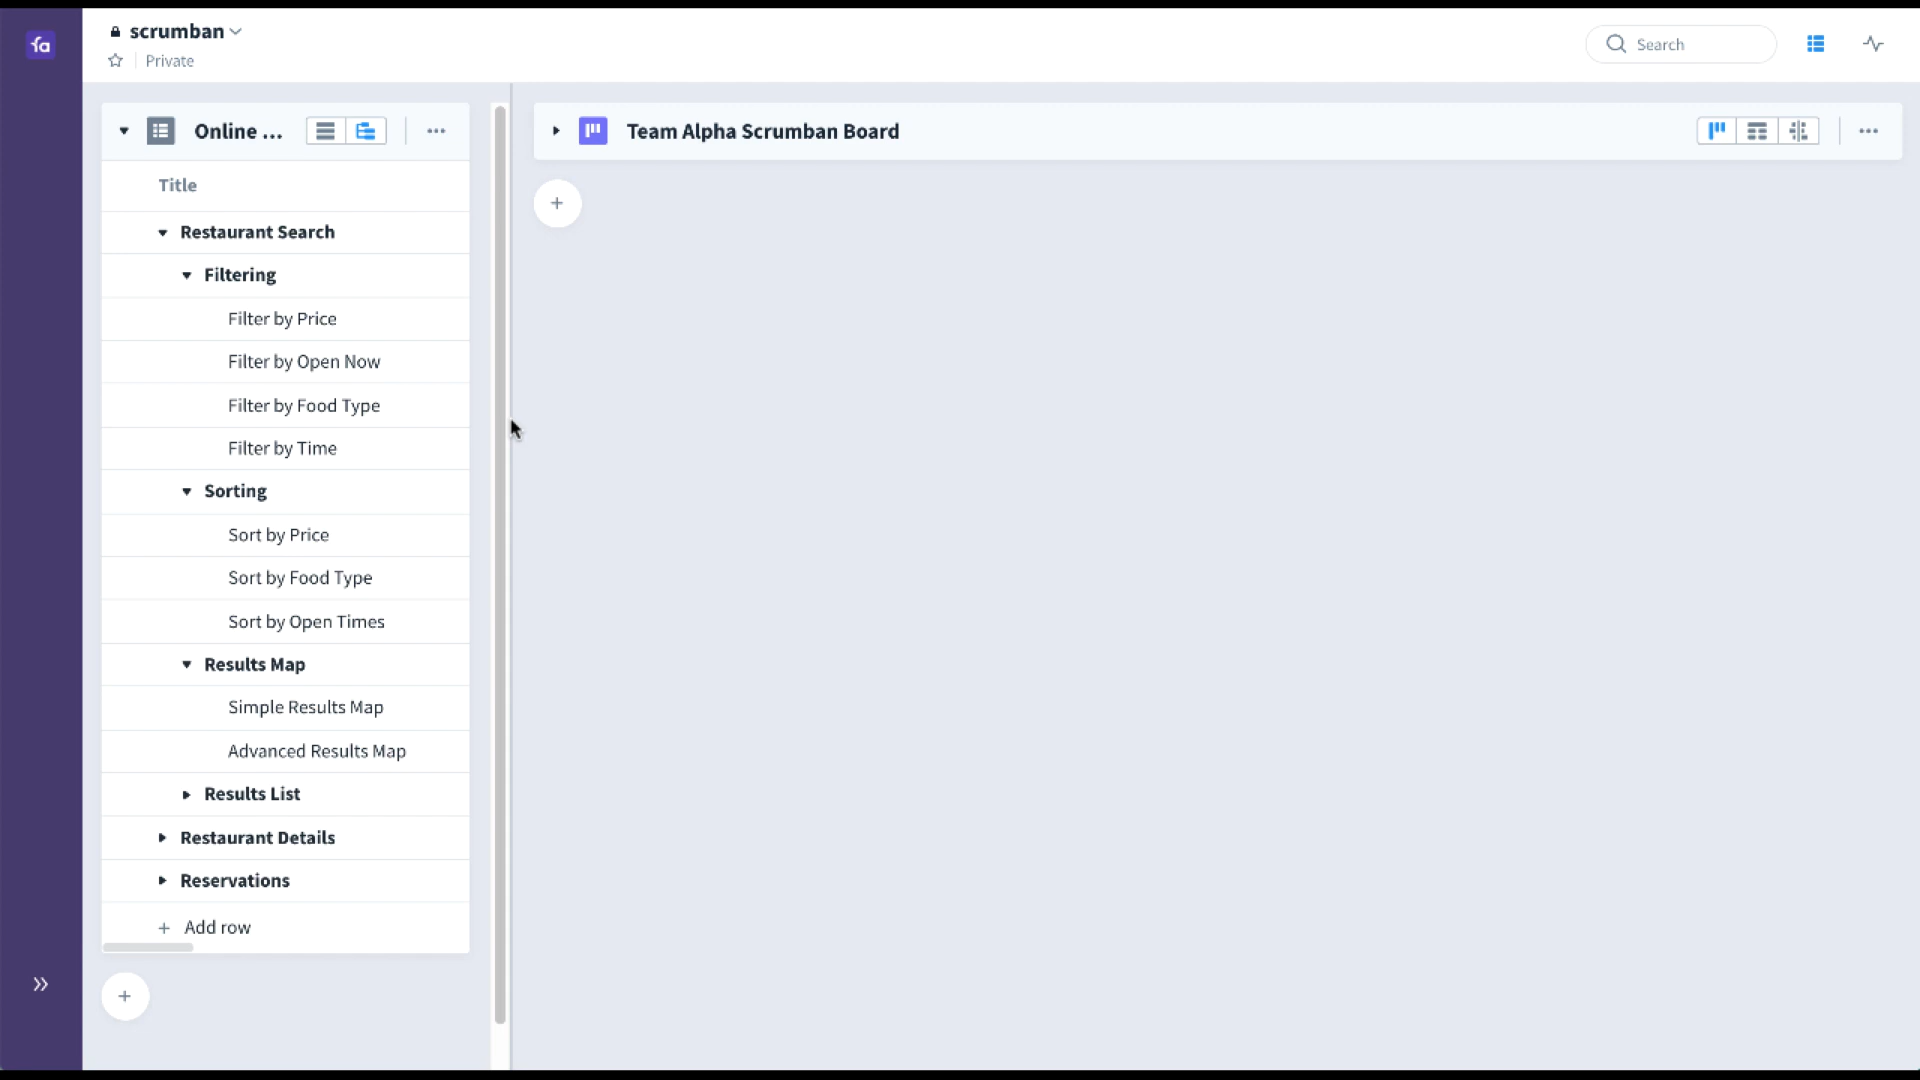 fa
scrumban
Private
Search
Online ...
Title
Restaurant Search
Filtering
Filter by Price
Filter by Open Now
Filter by Food Type
Filter by Time
Sorting
Sort by Price
Sort by Food Type
Sort by Open Times
Results Map
Simple Results Map
Advanced Results Map
Results List
Restaurant Details
Reservations
+ Add row
Team Alpha Scrumban Board